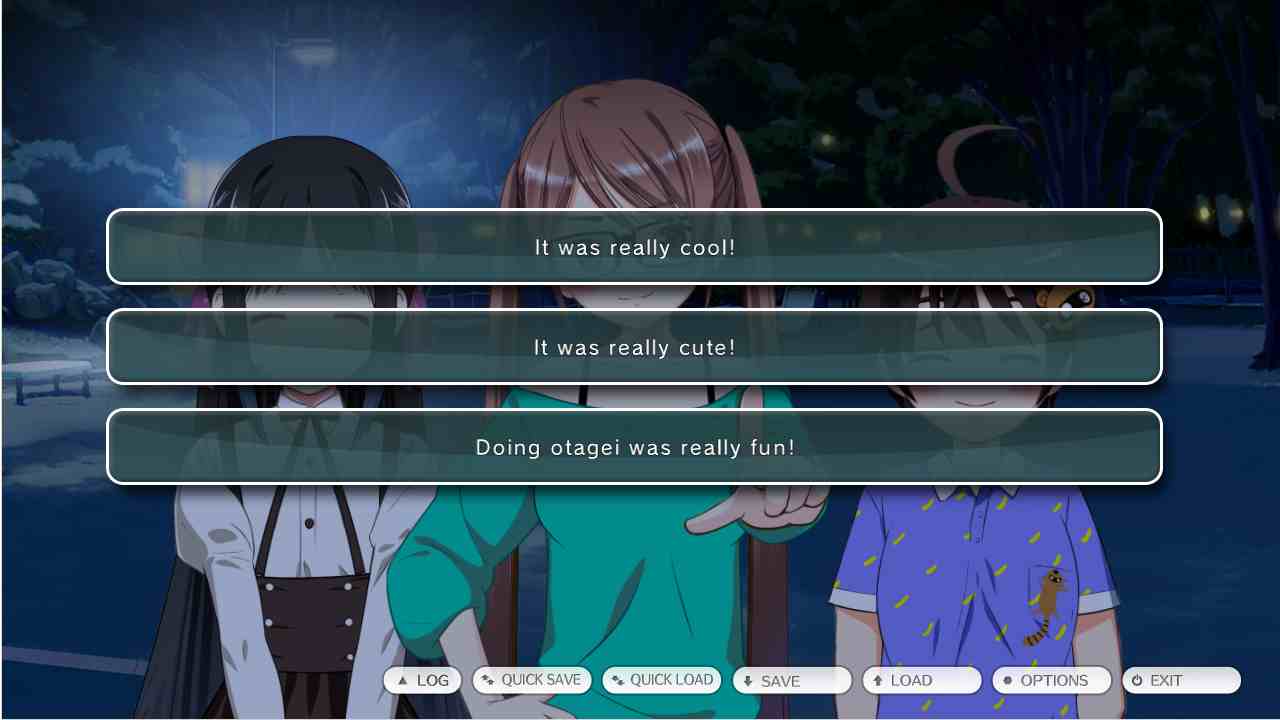 It was really cool!
It was really cute!
Doing otagei was really fun!
LOG
QUICK SAVE
QUICK LOAD
SAVE
LOAD
OPTIONS
EXIT